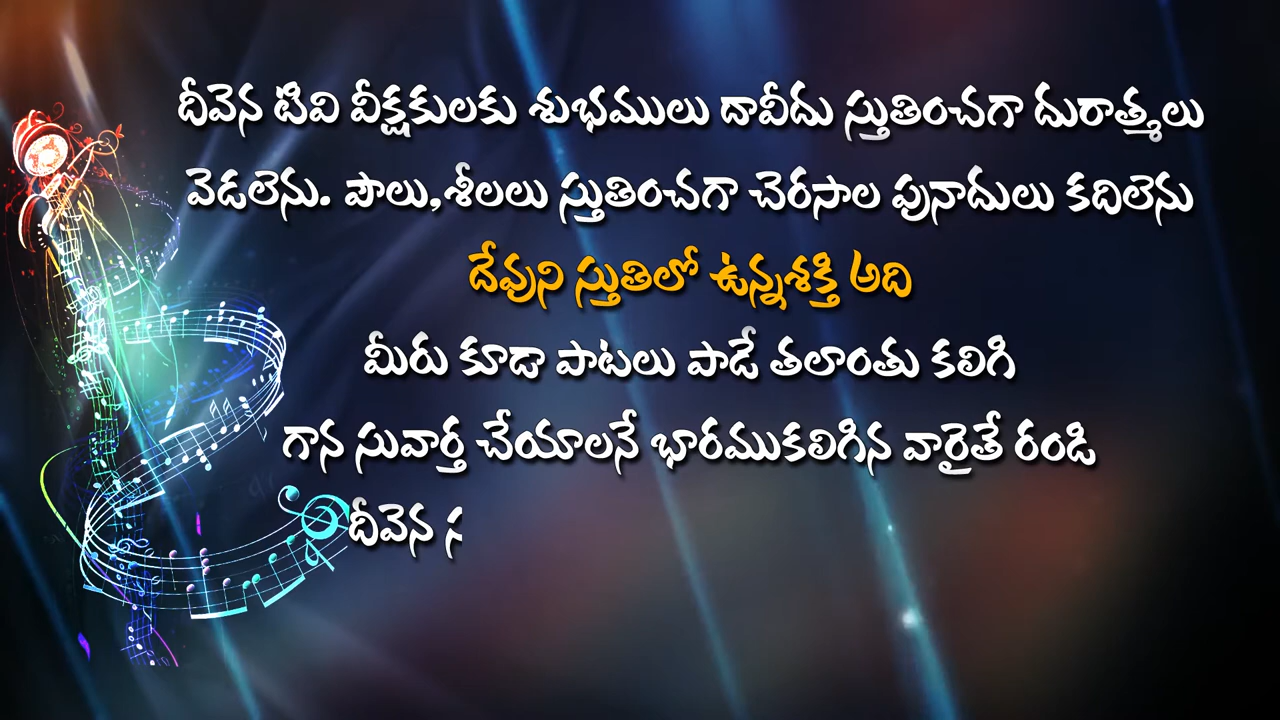 దీవెన టివి వీక్షకులకు శుభములు దావీదు స్తుతించగా దురాత్మలు
వెడలెను. పౌలు,శీలలు స్తుతించగా చెరసాల పునాదులు కదిలెను
దేవుని స్తుతిలో ఉన్నశక్తి అది
మీరు కూడా పాటలు పాడే తలాంతు కలిగి
గాన సువార్త చేయాలనే భారముకలిగిన వారైతే రండి
దీవెన